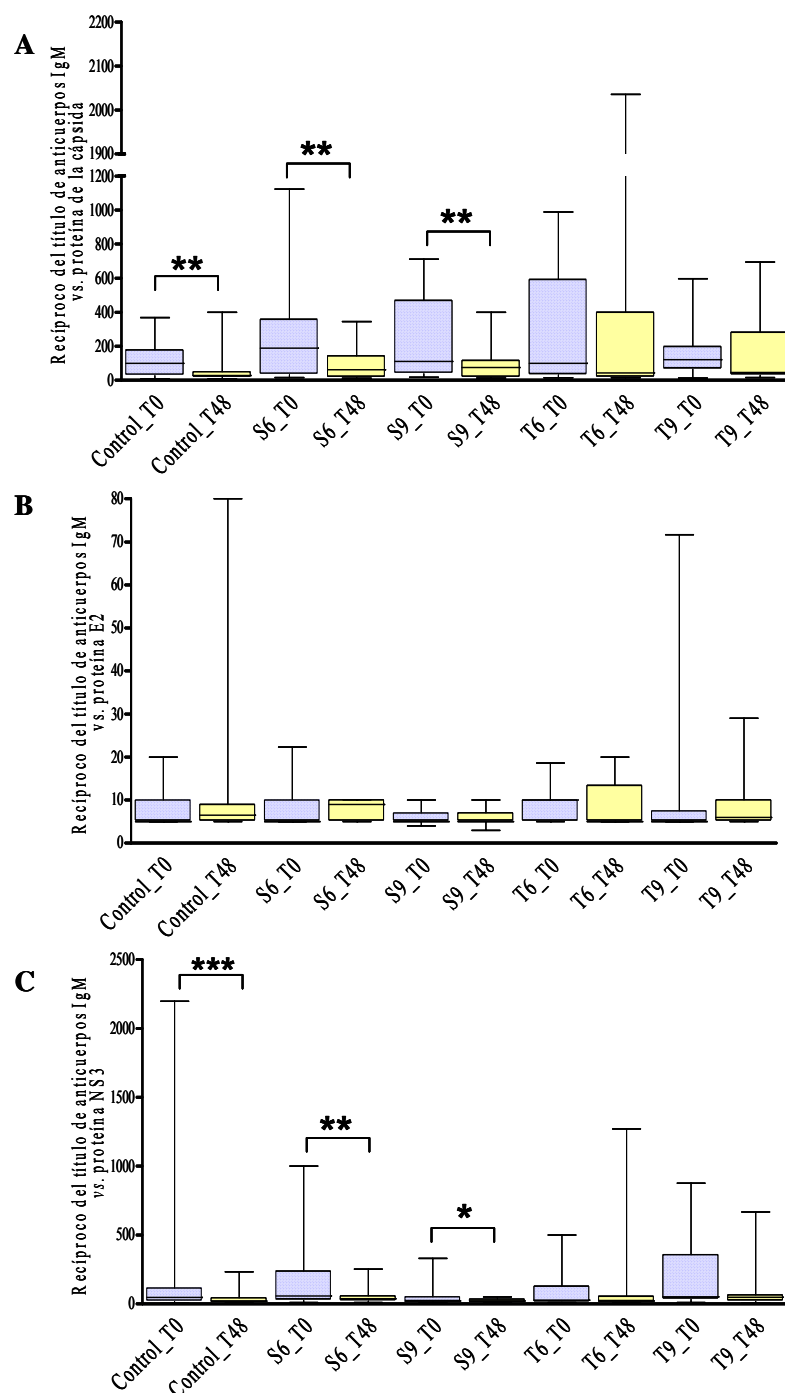 A
Recíproco del título de anticuerpos IgM
vs. proteína de la cápsida
2200
2100
2000
1900
1200
1000
800
600
400
200
0
**
**
**
Control_T0
Control_T48
S6_T0
S6_T48
S9_T0
S9_T48
T6_T0
T6_T48
T9_T0
T9_T48
B
Recíproco del título de anticuerpos IgM
vs. proteína E2
80
70
60
50
40
30
20
10
0
Control_T0
Control_T48
S6_T0
S6_T48
S9_T0
S9_T48
T6_T0
T6_T48
T9_T0
T9_T48
C
Recíproco del título de anticuerpos IgM
vs. proteína NS3
2500
2000
1500
1000
500
0
***
**
*
Control_T0
Control_T48
S6_T0
S6_T48
S9_T0
S9_T48
T6_T0
T6_T48
T9_T0
T9_T48